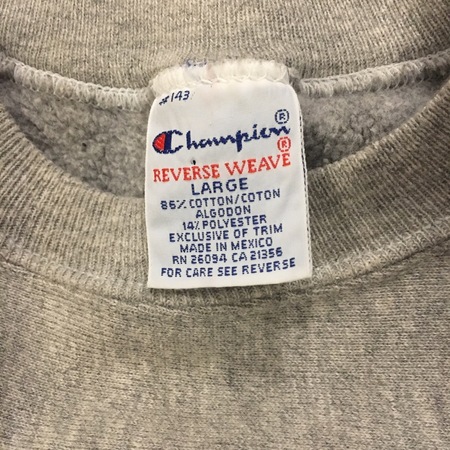 #143
Champion®
REVERSE WEAVE®
LARGE
86% COTTON/COTON
ALGODON
14% POLYESTER
EXCLUSIVE OF TRIM
MADE IN MEXICO
RN 26094 CA 21356
FOR CARE SEE REVERSE